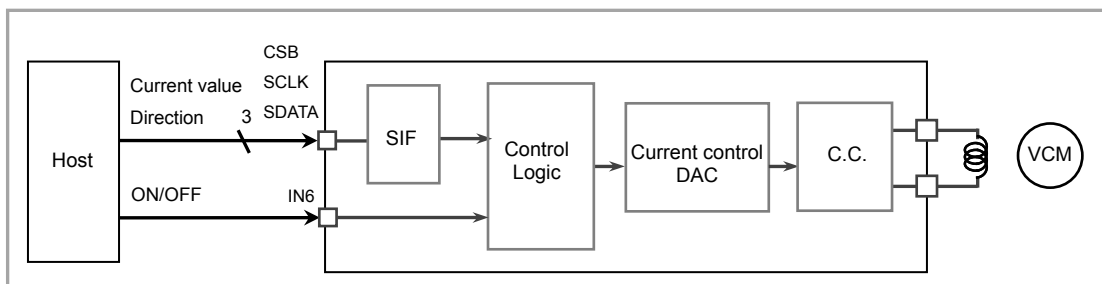 Host
Current value
Direction
3
CSB
SCLK
SDATA
ON/OFF
IN6
SIF
Control
Logic
Current control
DAC
C.C.
VCM